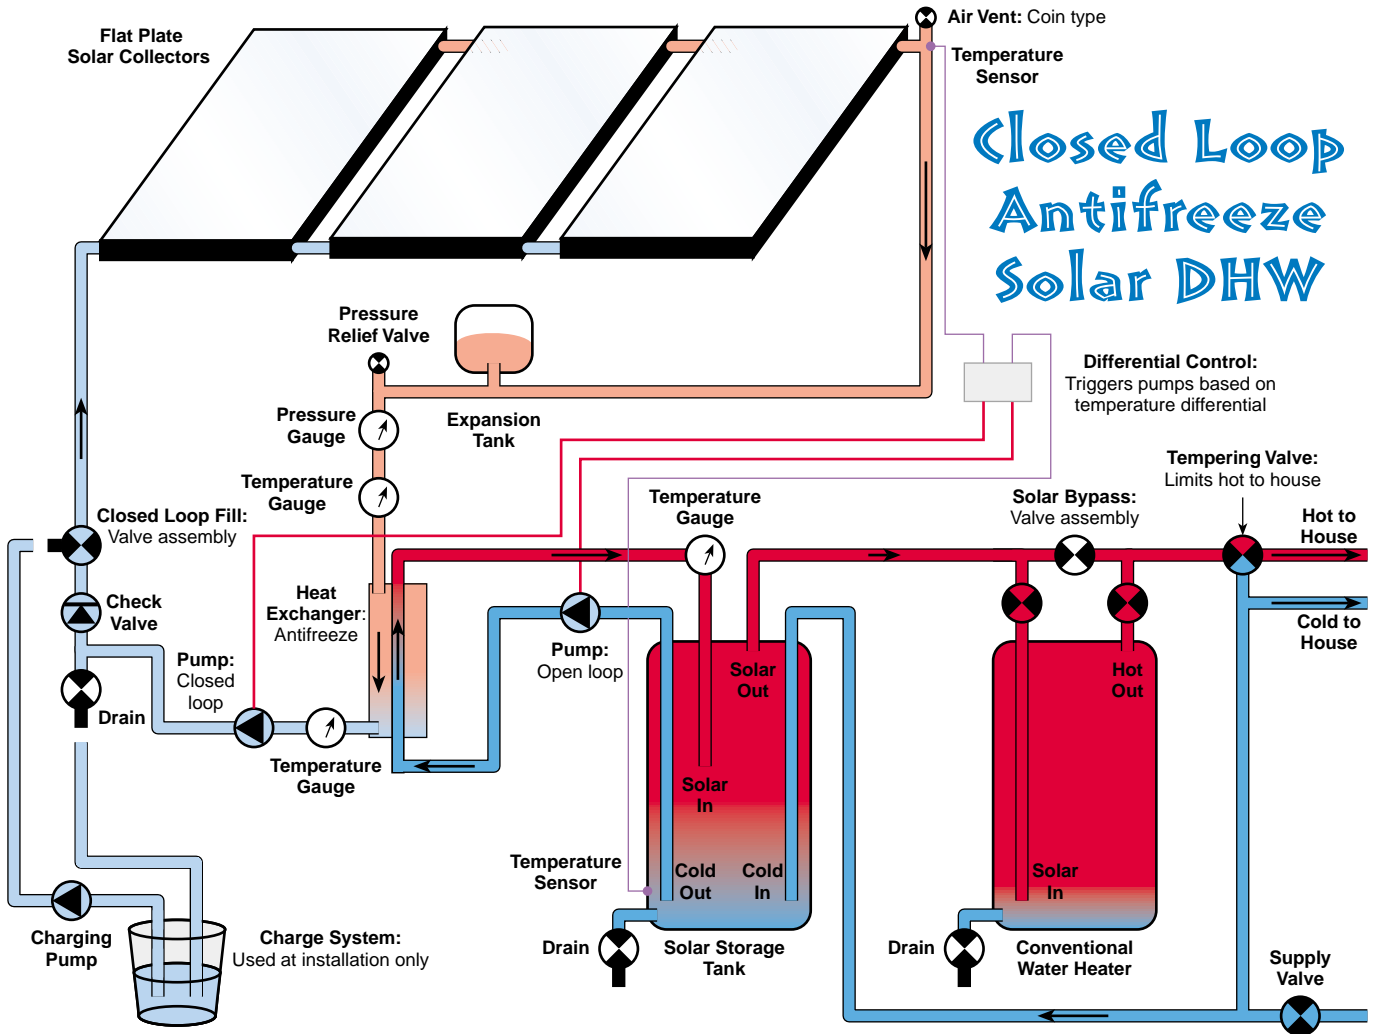 Flat Plate
Solar Collectors
Air Vent: Coin type
Temperature
Sensor
Closed Loop
Antifreeze
Solar DHW
Pressure
Relief Valve
Expansion
Tank
Differential Control:
Triggers pumps based on
temperature differential
Pressure
Gauge
Temperature
Gauge
Closed Loop Fill:
Valve assembly
Temperature
Gauge
Solar Bypass:
Valve assembly
Tempering Valve:
Limits hot to house
Hot to
House
Cold to
House
Check
Valve
Heat
Exchanger:
Antifreeze
Pump:
Closed
loop
Pump:
Open loop
Drain
Temperature
Gauge
Solar
Out
Hot
Out
Solar
In
Temperature
Sensor
Cold
Out
Cold
In
Solar
In
Charging
Pump
Charge System:
Used at installation only
Drain
Solar Storage
Tank
Drain
Conventional
Water Heater
Supply
Valve